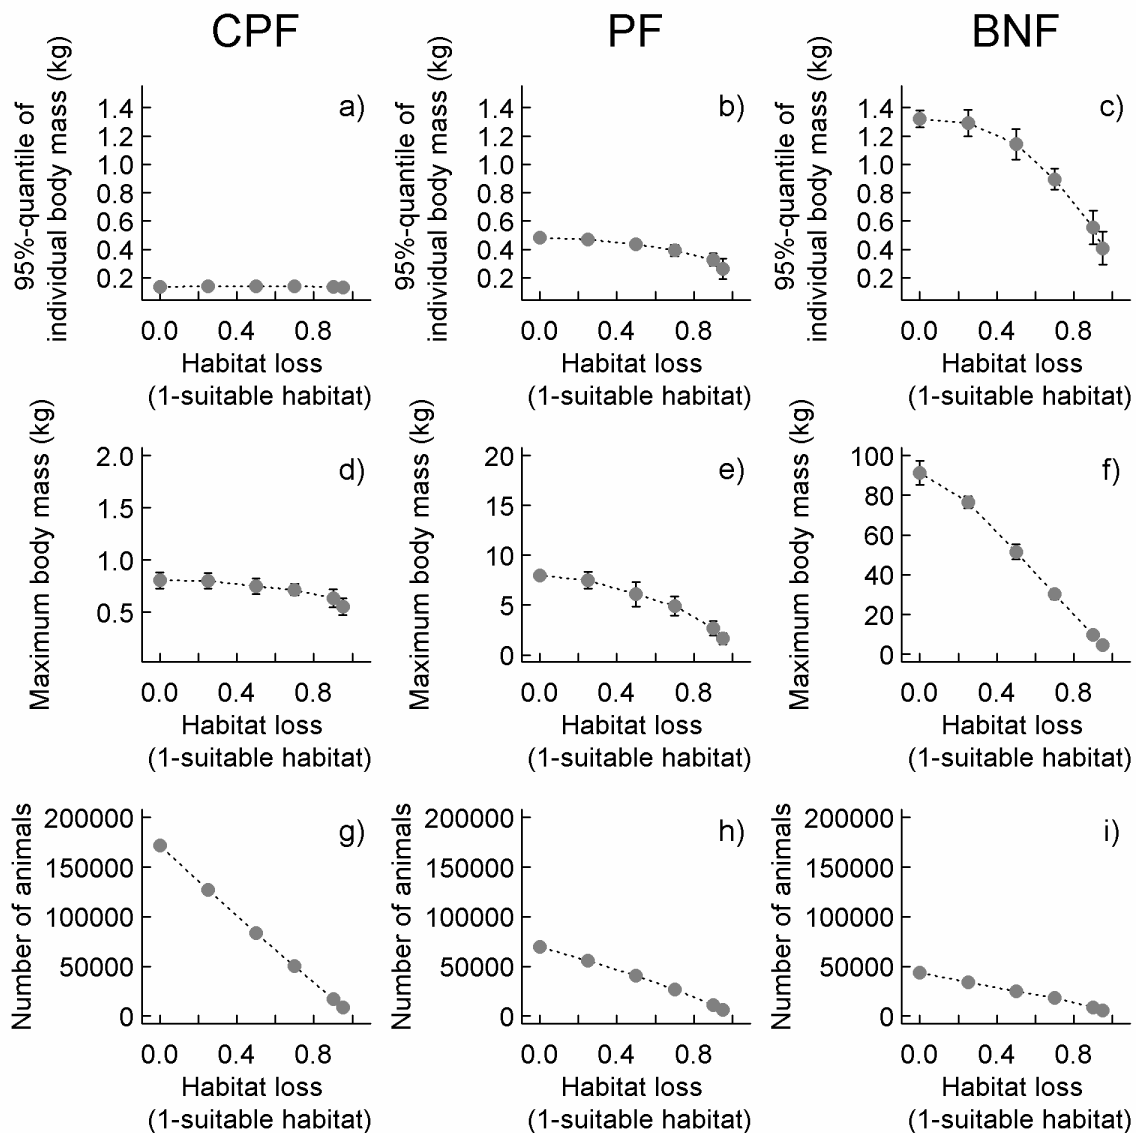 CPF
PF
BNF
95%-quantile of
individual body mass (kg)
1.4
1.2
1.0
0.8
0.6
0.4
0.2
a)
0.0 0.4 0.8
Habitat loss
(1-suitable habitat)
95%-quantile of
individual body mass (kg)
1.4
1.2
1.0
0.8
0.6
0.4
0.2
b)
0.0 0.4 0.8
Habitat loss
(1-suitable habitat)
95%-quantile of
individual body mass (kg)
1.4
1.2
1.0
0.8
0.6
0.4
0.2
c)
0.0 0.4 0.8
Habitat loss
(1-suitable habitat)
Maximum body mass (kg)
2.0
1.5
1.0
0.5
d)
0.0 0.4 0.8
Habitat loss
(1-suitable habitat)
Maximum body mass (kg)
20
15
10
5
0
e)
0.0 0.4 0.8
Habitat loss
(1-suitable habitat)
Maximum body mass (kg)
100
80
60
40
20
0
f)
0.0 0.4 0.8
Habitat loss
(1-suitable habitat)
Number of animals
200000
150000
100000
50000
0
g)
0.0 0.4 0.8
Habitat loss
(1-suitable habitat)
Number of animals
200000
150000
100000
50000
0
h)
0.0 0.4 0.8
Habitat loss
(1-suitable habitat)
Number of animals
200000
150000
100000
50000
0
i)
0.0 0.4 0.8
Habitat loss
(1-suitable habitat)